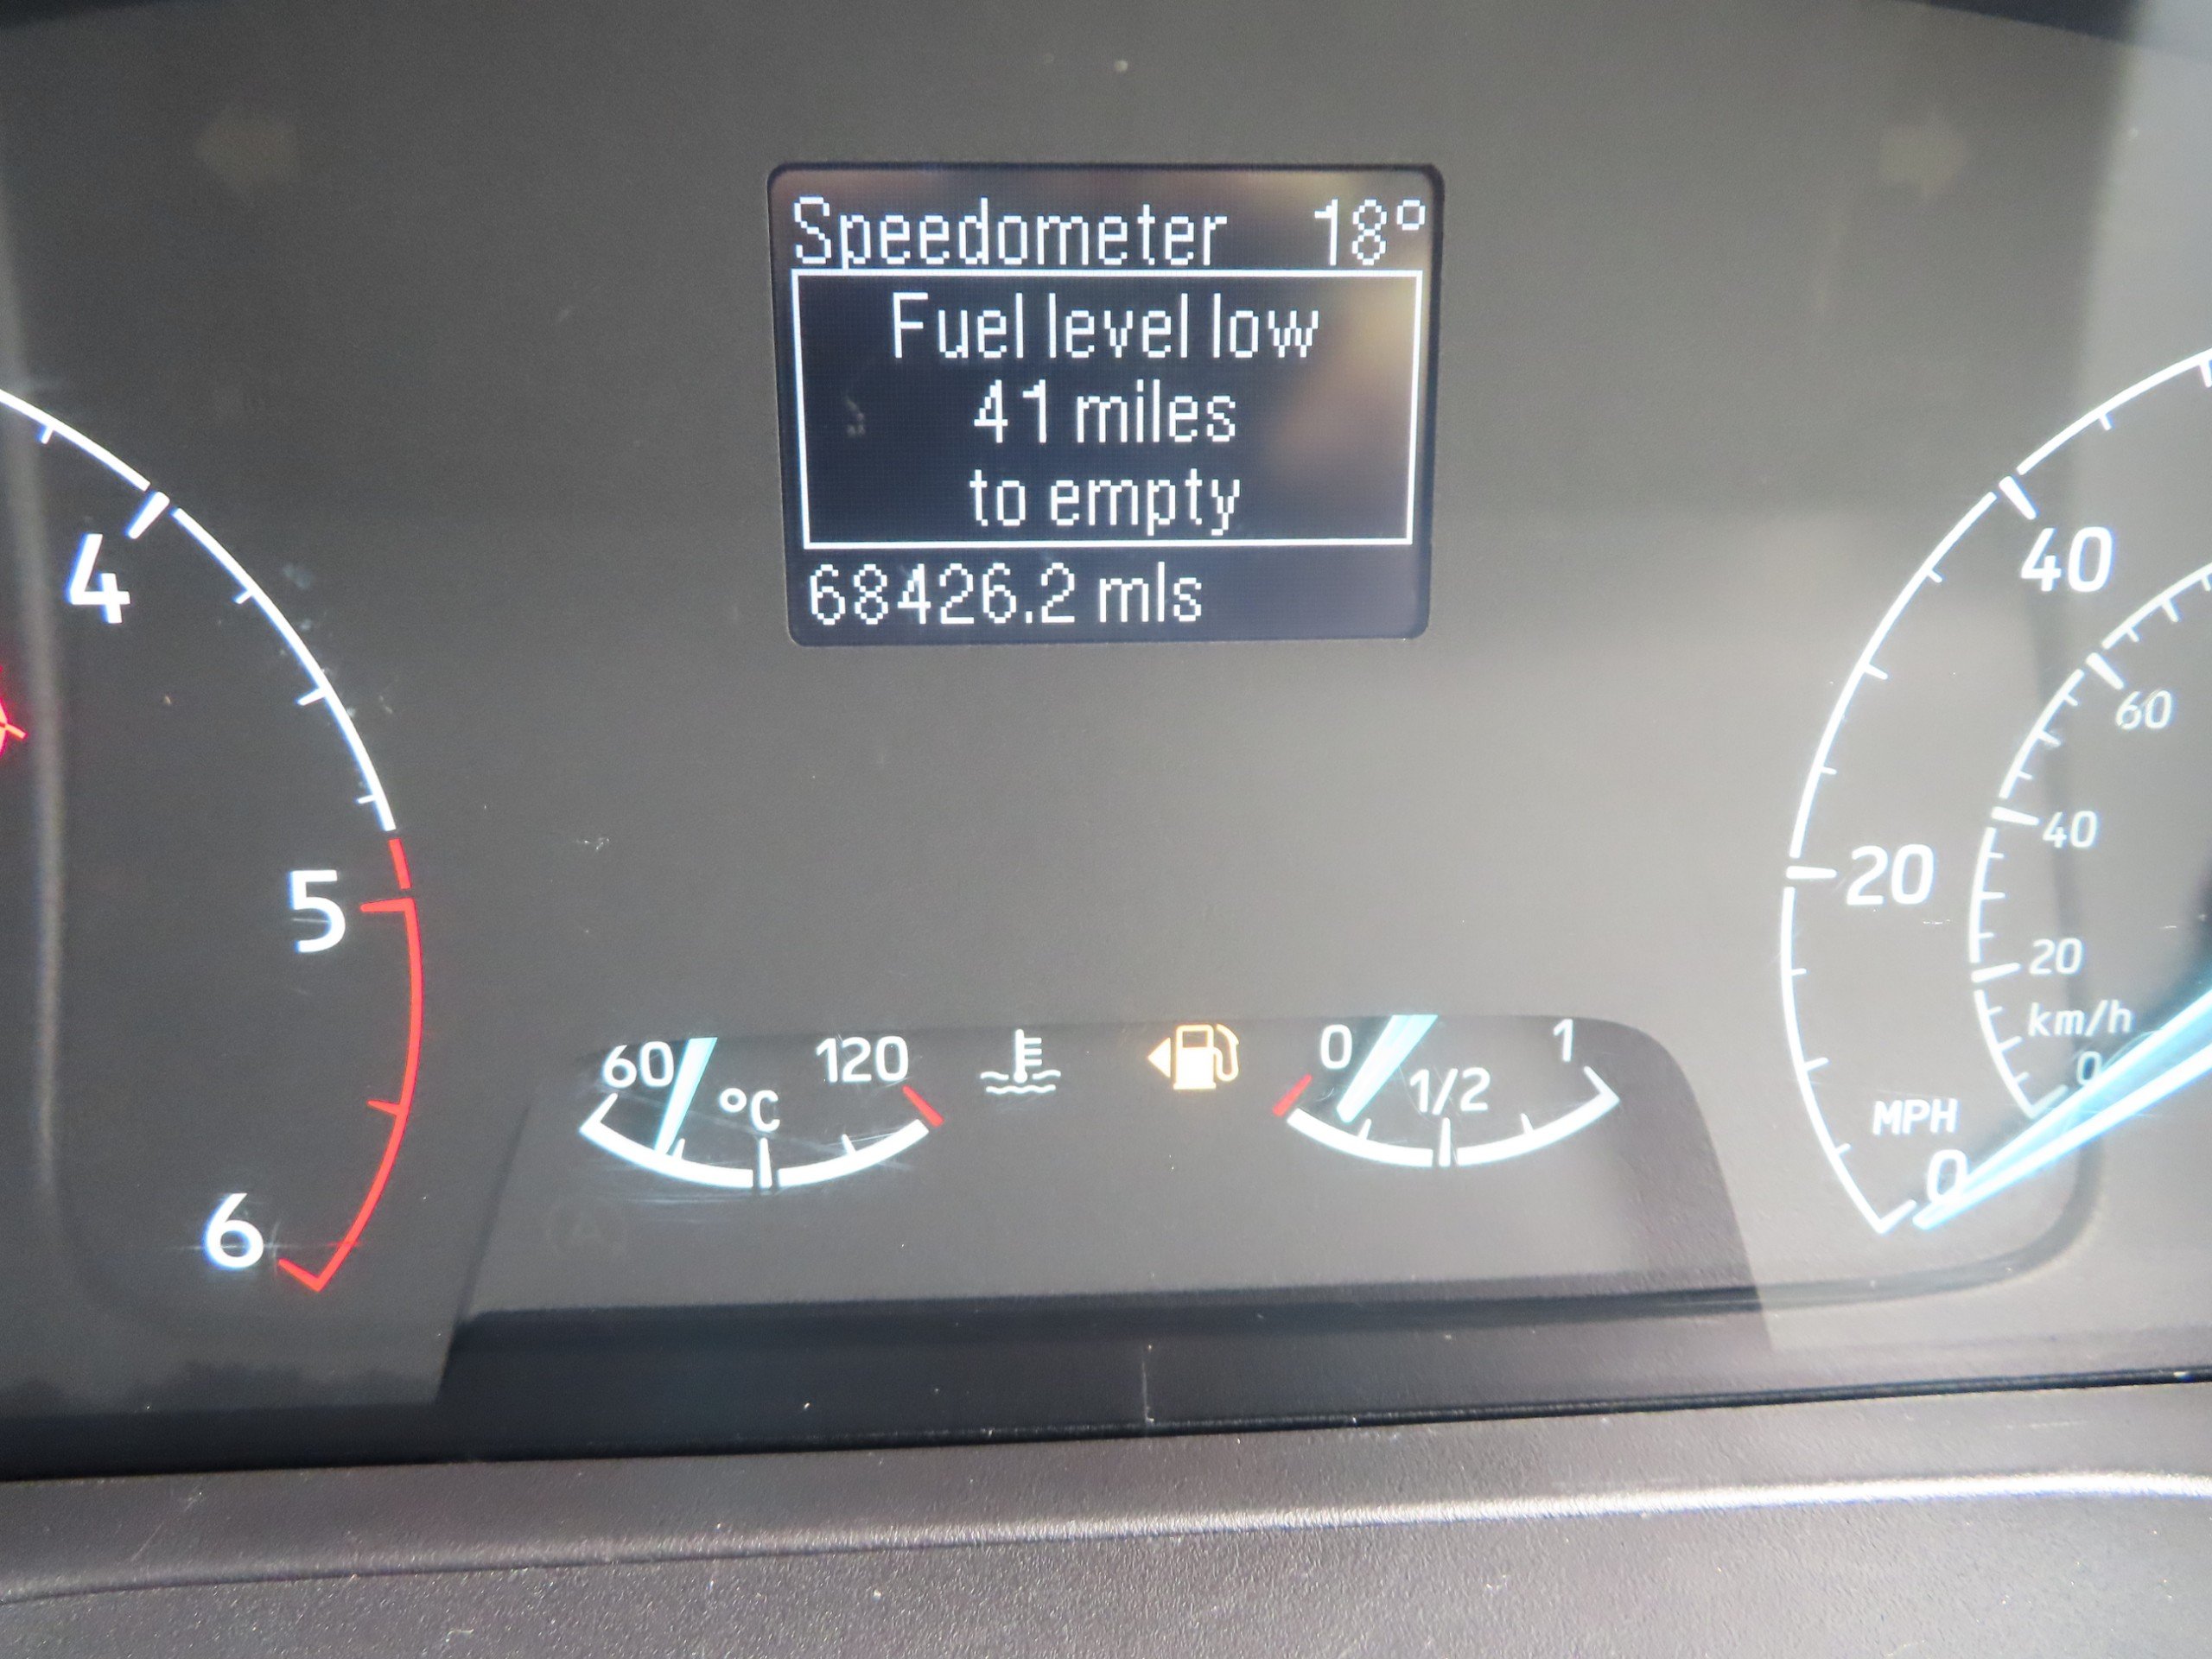 Speedometer 18°
Fuel level low
41 miles
to empty
68426.2 mls
4
5
6
60
120
°C
0
1/2
1
40
20
MPH
0
60
40
20
km/h
0